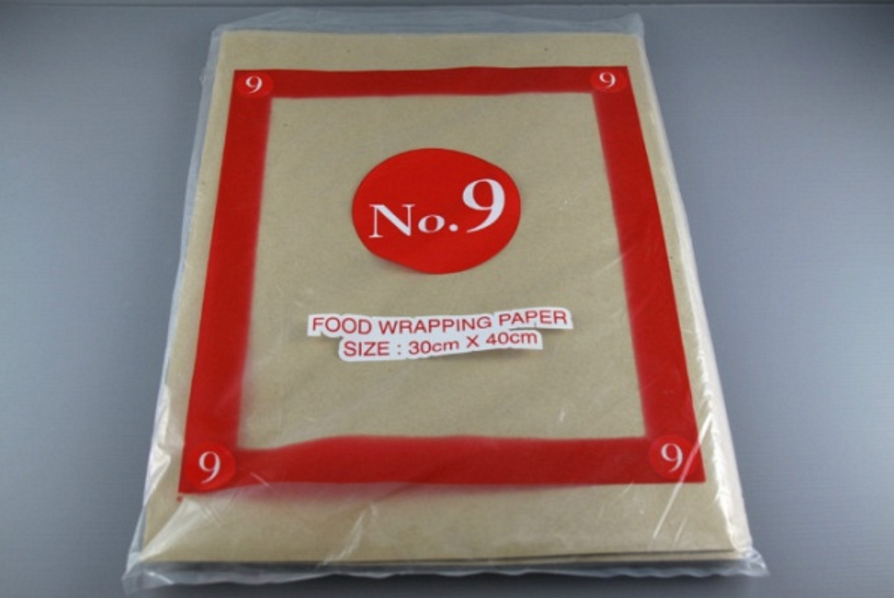 9 9
No.9
FOOD WRAPPING PAPER
SIZE : 30cm X 40cm
9 9